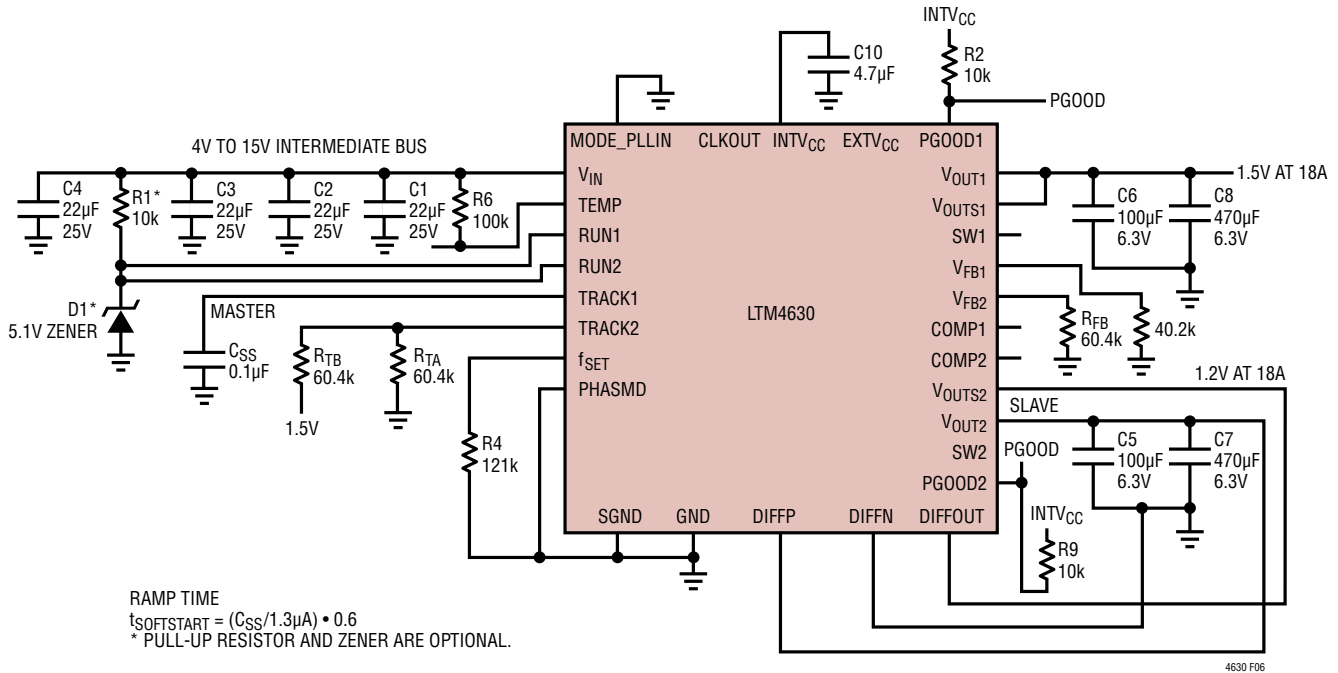 INTVCC
C10
4.7µF
R2
10k
PGOOD
4V TO 15V INTERMEDIATE BUS
MODE_PLLIN CLKOUT INTVCC EXTVCC PGOOD1
C4
22µF
25V
R1*
10k
C3
22µF
25V
C2
22µF
25V
C1
22µF
25V
R6
100k
VIN
TEMP
RUN1
RUN2
TRACK1
TRACK2
fSET
PHASMD
LTM4630
VOUT1
VOUTS1
SW1
VFB1
VFB2
COMP1
COMP2
VOUTS2
VOUT2
SW2
PGOOD2
SGND GND DIFFP DIFFN DIFFOUT
1.5V AT 18A
C6
100µF
6.3V
C8
470µF
6.3V
D1*
5.1V ZENER
MASTER
CSS
0.1µF
RTB
60.4k
1.5V
RTA
60.4k
R4
121k
RFB
60.4k
40.2k
1.2V AT 18A
SLAVE
PGOOD
C5
100µF
6.3V
C7
470µF
6.3V
INTVCC
R9
10k
RAMP TIME
tSOFTSTART = (CSS/1.3µA) • 0.6
* PULL-UP RESISTOR AND ZENER ARE OPTIONAL.
4630 F06